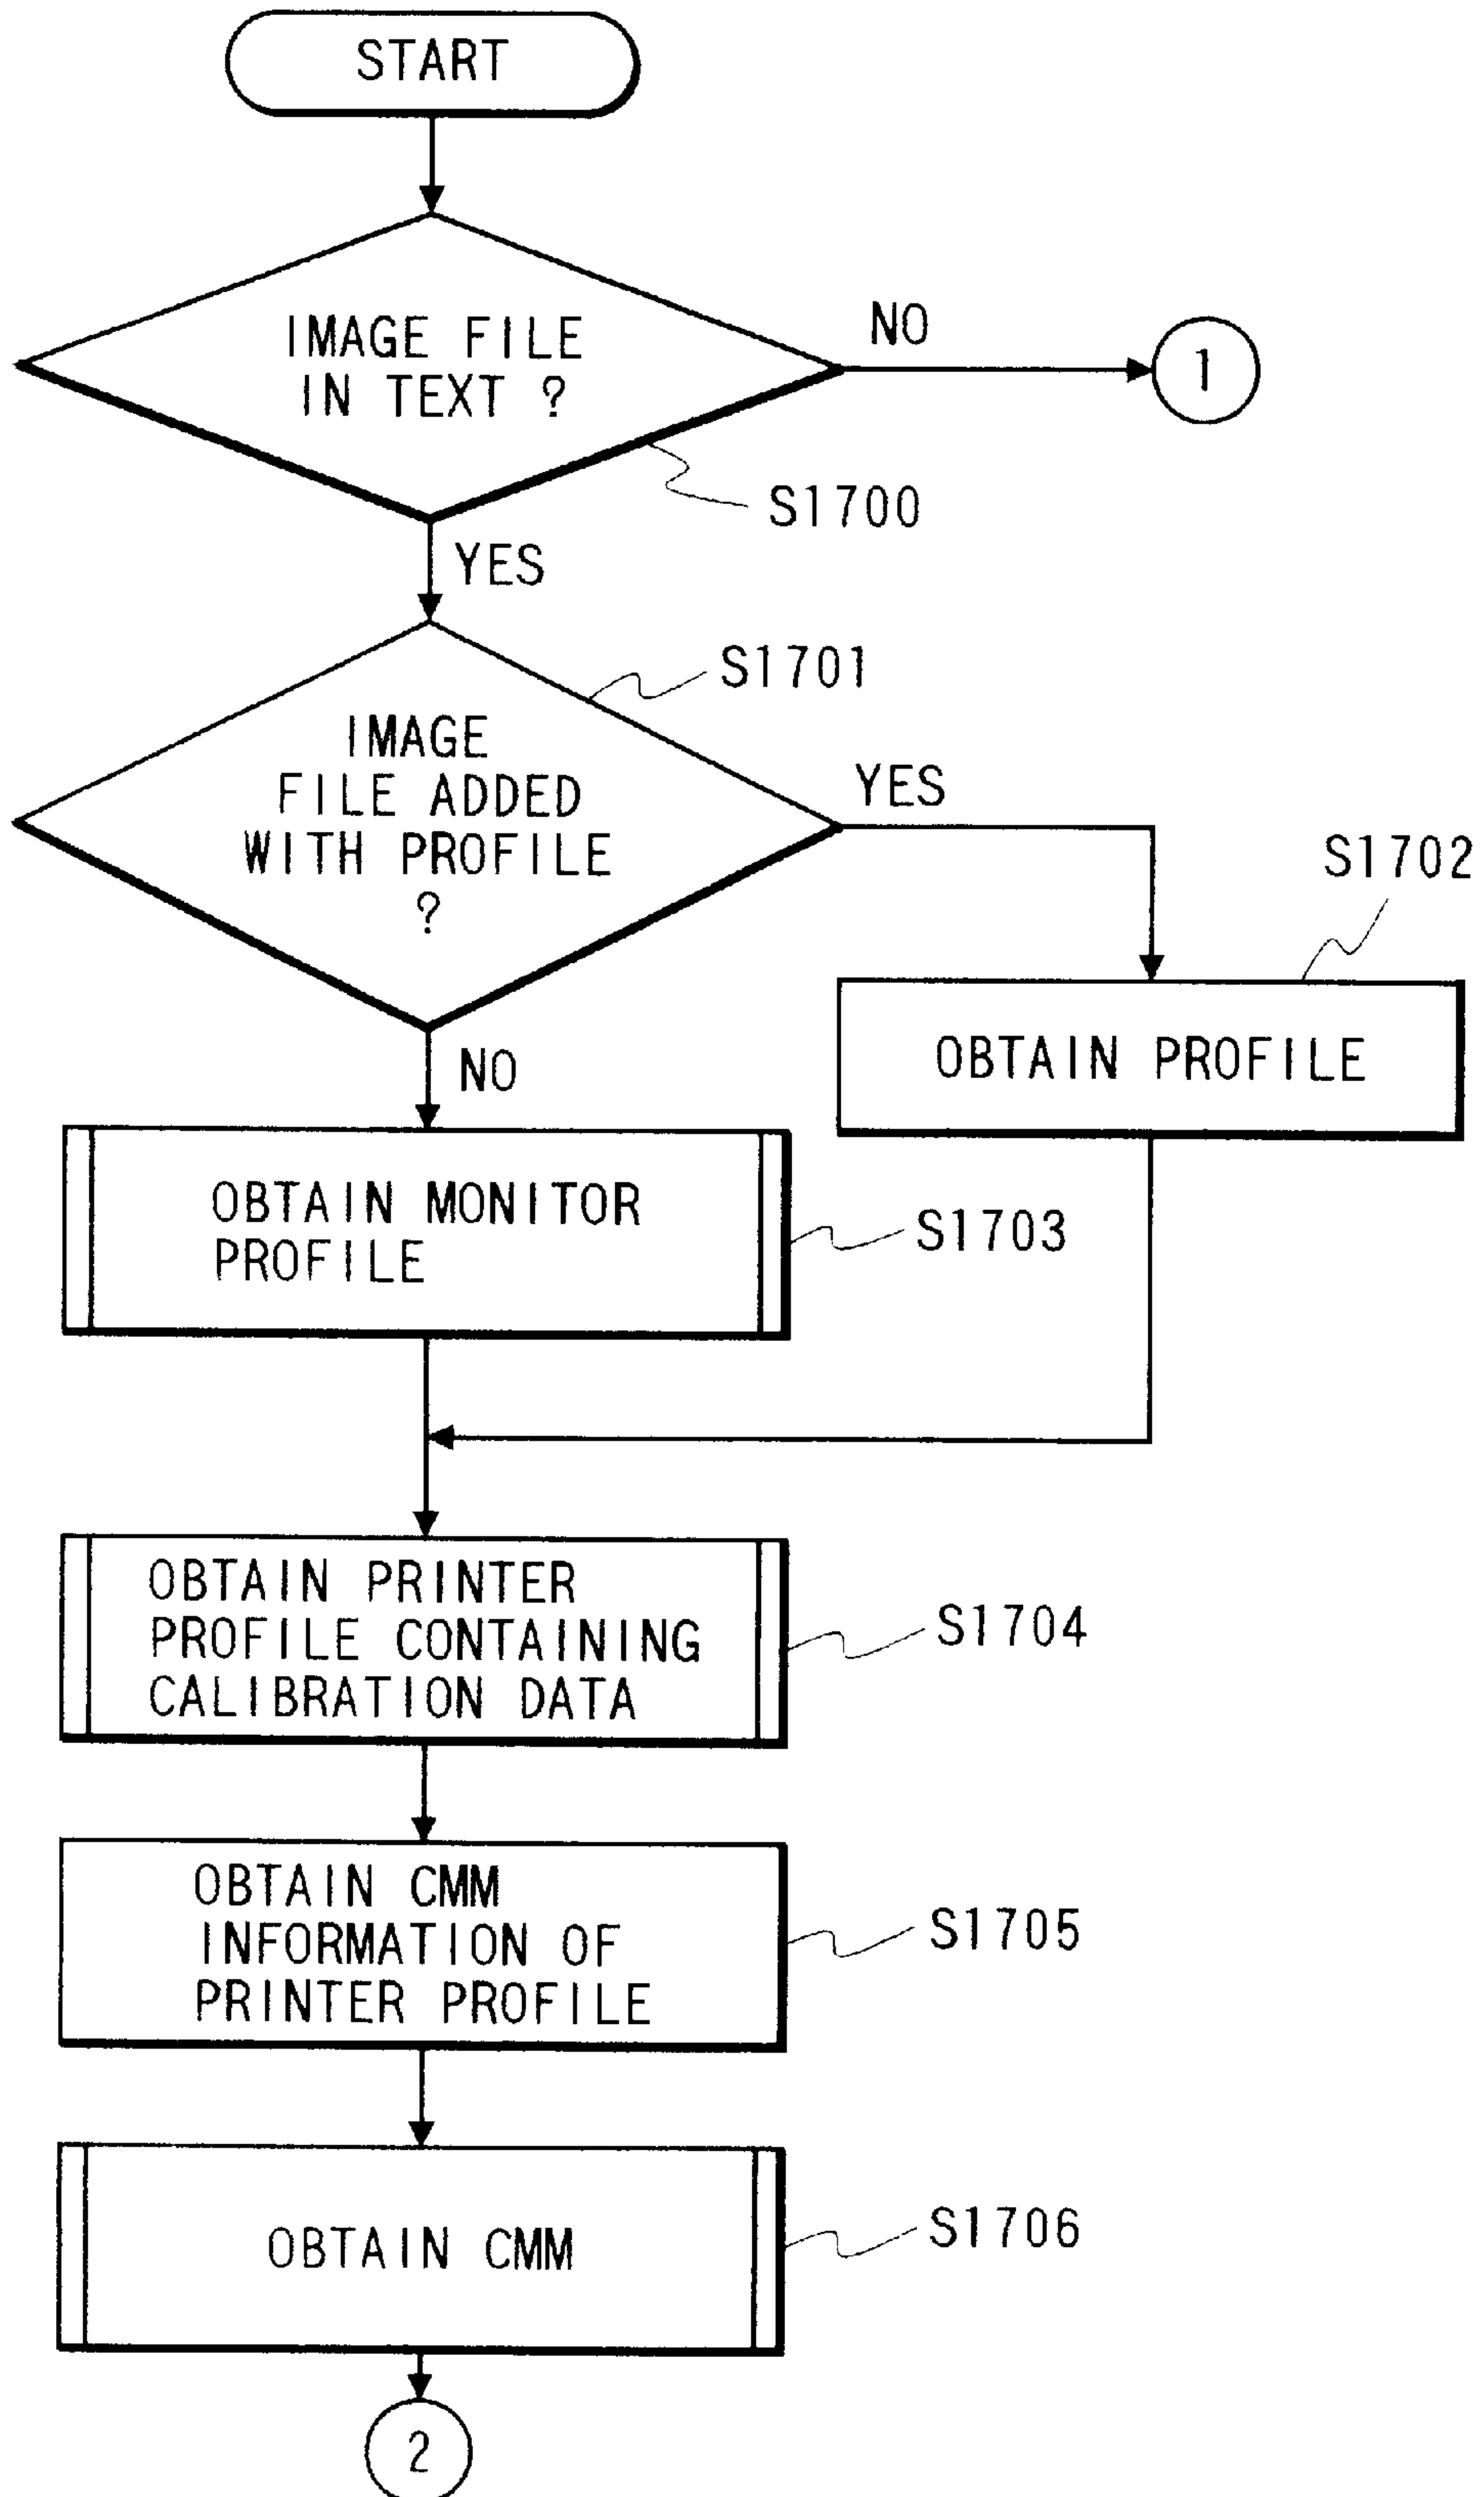 START
IMAGE FILE
IN TEXT ?
NO
1
S1700
YES
S1701
IMAGE
FILE ADDED
WITH PROFILE
?
YES
S1702
OBTAIN PROFILE
NO
OBTAIN MONITOR
PROFILE
S1703
OBTAIN PRINTER
PROFILE CONTAINING
CALIBRATION DATA
S1704
OBTAIN CMM
INFORMATION OF
PRINTER PROFILE
S1705
OBTAIN CMM
S1706
2